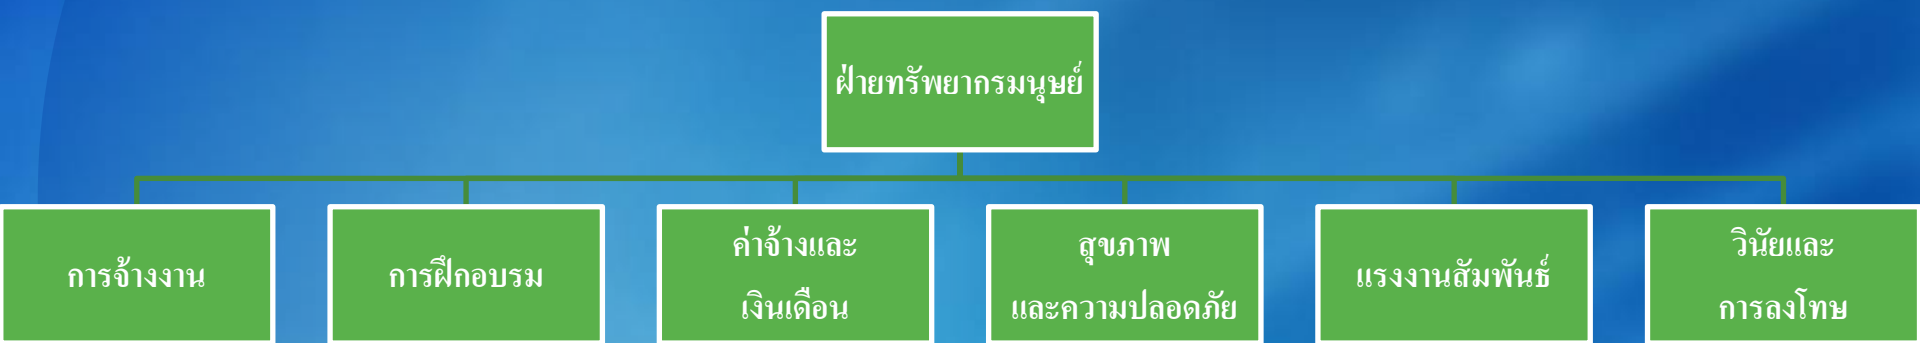 ฝ่ายทรัพยากรมนุษย์
การจ้างงาน
การฝึกอบรม
ค่าจ้างและ
เงินเดือน
สุขภาพ
และความปลอดภัย
แรงงานสัมพันธ์
วินัยและ
การลงโทษ